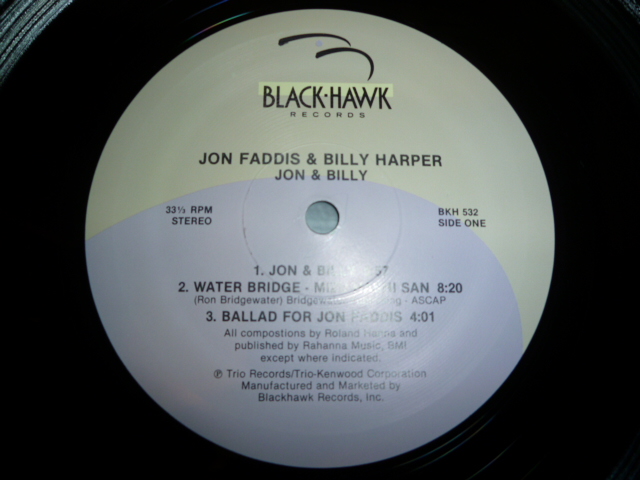 BLACK·HAWK
RECORDS
JON FADDIS & BILLY HARPER
JON & BILLY
33⅓ RPM
STEREO
BKH 532
SIDE ONE
1. JON &
2. WATER BRIDGE - SAN 8:20
(Ron Bridgewater) - ASCAP
3. BALLAD FOR JON FADDIS 4:01
All compostions by Roland Hanna and
published by Rahanna Music, BMI
except where indicated.
℗ Trio Records/Trio-Kenwood Corporation
Manufactured and Marketed by
Blackhawk Records, Inc.